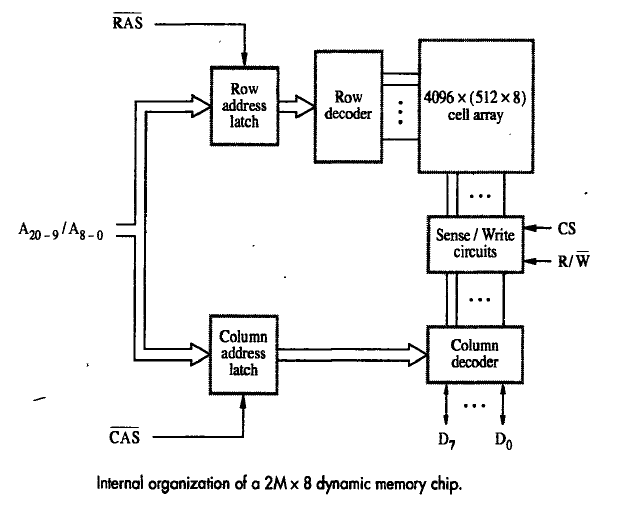 RAS
Row
address
latch
Row
decoder
4096 × (512 × 8)
cell array
A20 – 9 / A8 – 0
Sense / Write
circuits
CS
R/ W
Column
address
latch
Column
decoder
CAS
D7
D0
Internal organization of a 2M × 8 dynamic memory chip.